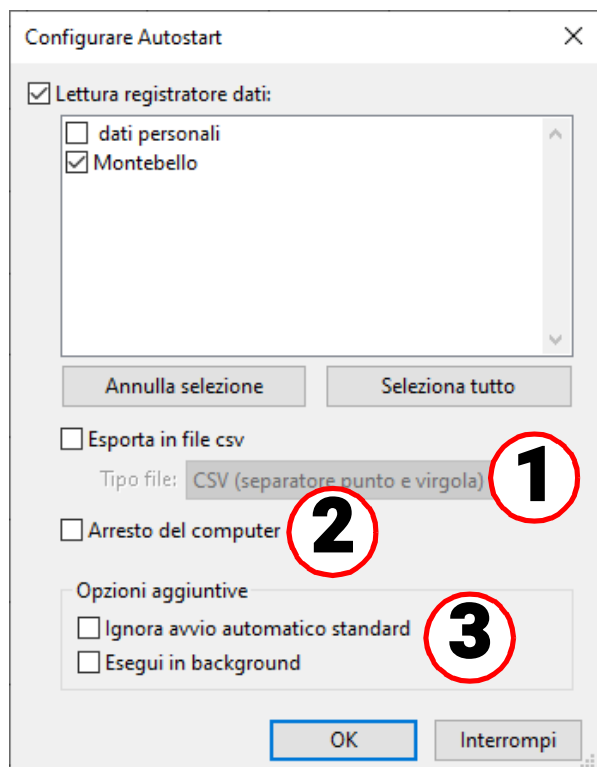 Configurare Autostart
Lettura registratore dati:
dati personali
Montebello
Annulla selezione Seleziona tutto
Esporta in file csv
Tipo file: CSV (separatore punto e virgola) 1
Arresto del computer 2
Opzioni aggiuntive
Ignora avvio automatico standard 3
Esegui in background
OK Interrompi